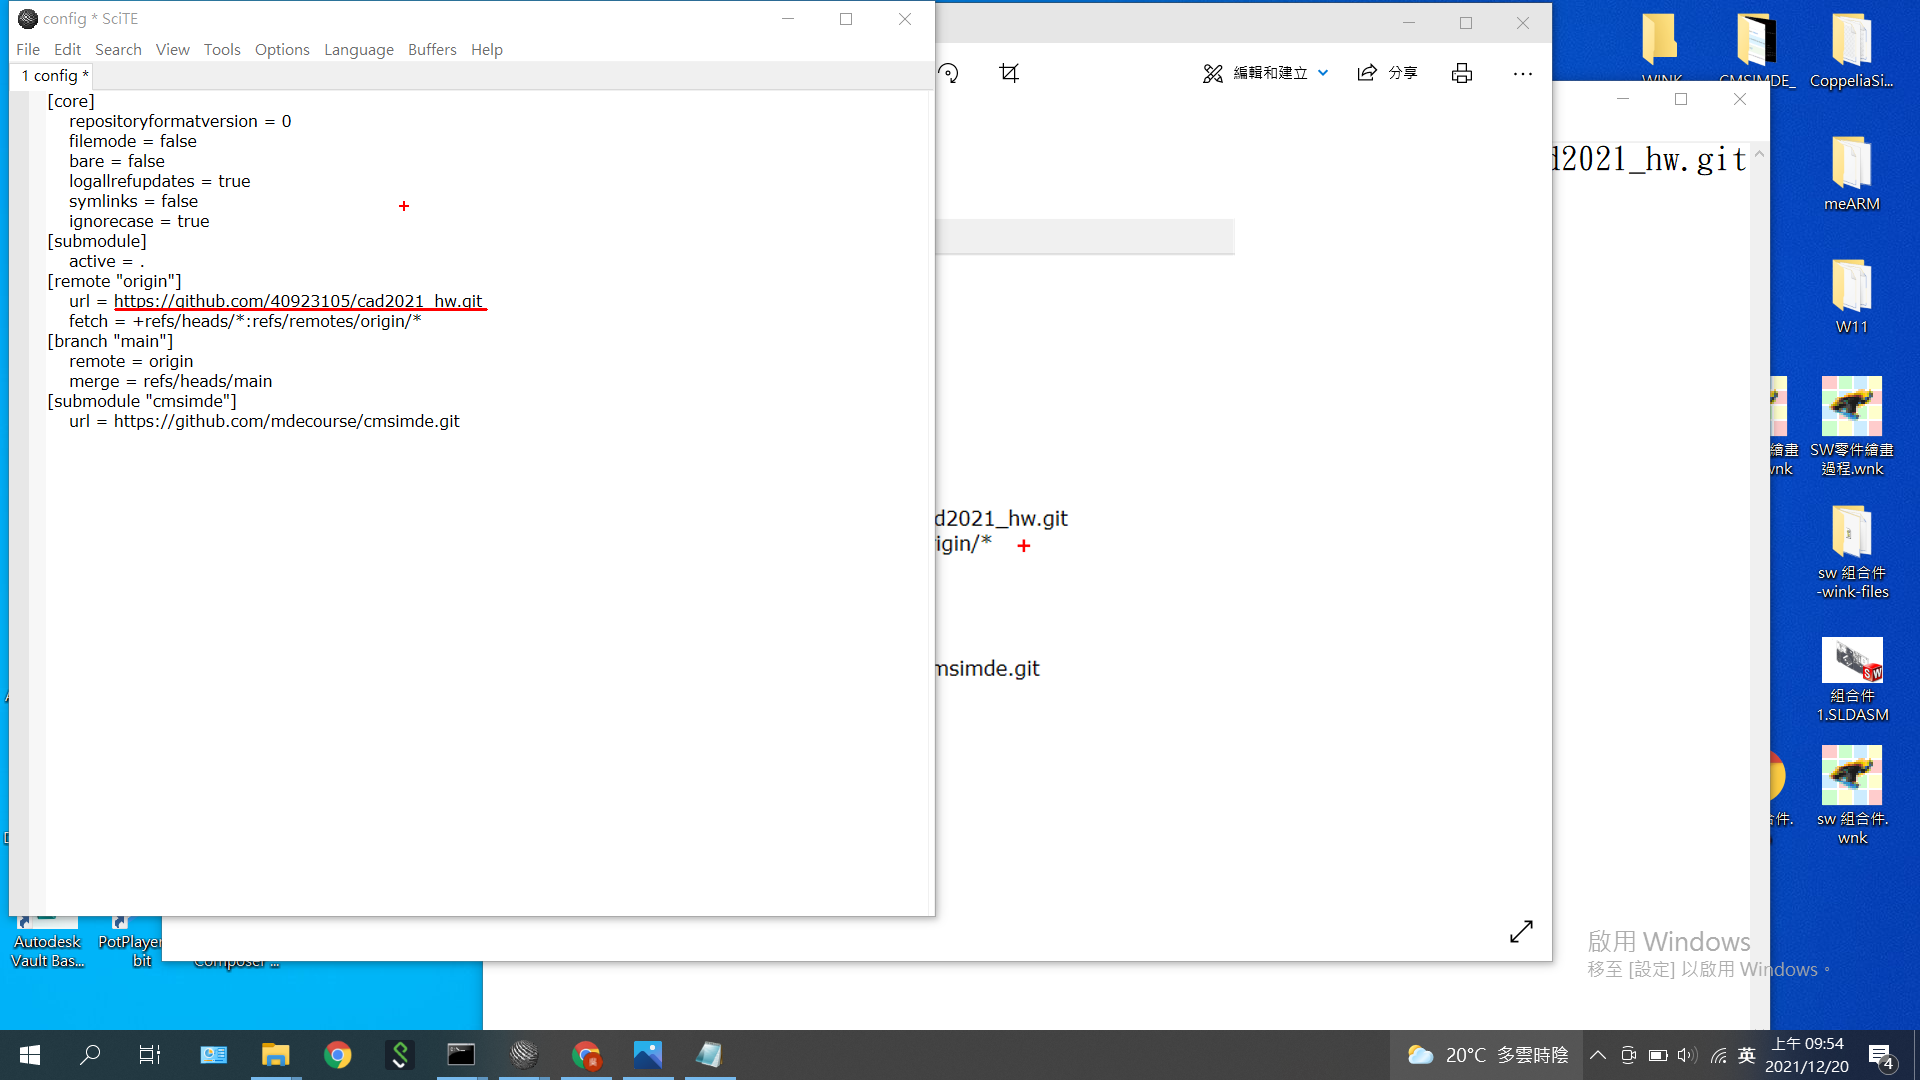 config * SciTE
File Edit Search View Tools Options Language Buffers Help
1 config *
[core]
repositoryformatversion = 0
filemode = false
bare = false
logallrefupdates = true
symlinks = false
ignorecase = true
[submodule]
active = .
[remote "origin"]
url = https://github.com/40923105/cad2021_hw.git
fetch = +refs/heads/*:refs/remotes/origin/*
[branch "main"]
remote = origin
merge = refs/heads/main
[submodule "cmsimde"]
url = https://github.com/mdecourse/cmsimde.git
編輯和建立
分享
d2021_hw.git
igin/*
msimde.git
d2021_hw.git
WINK
CMSIMDE_
CoppeliaSi...
meARM
W11
繪畫
wnk
SW零件繪畫
過程.wnk
sw 組合件
-wink-files
組合件
1.SLDASM
合件.
sw 組合件.
wnk
Autodesk
Vault Bas...
PotPlayer
bit
Composer ...
啟用 Windows
移至 [設定] 以啟用 Windows。
20°C 多雲時陰
英
上午 09:54
2021/12/20
4